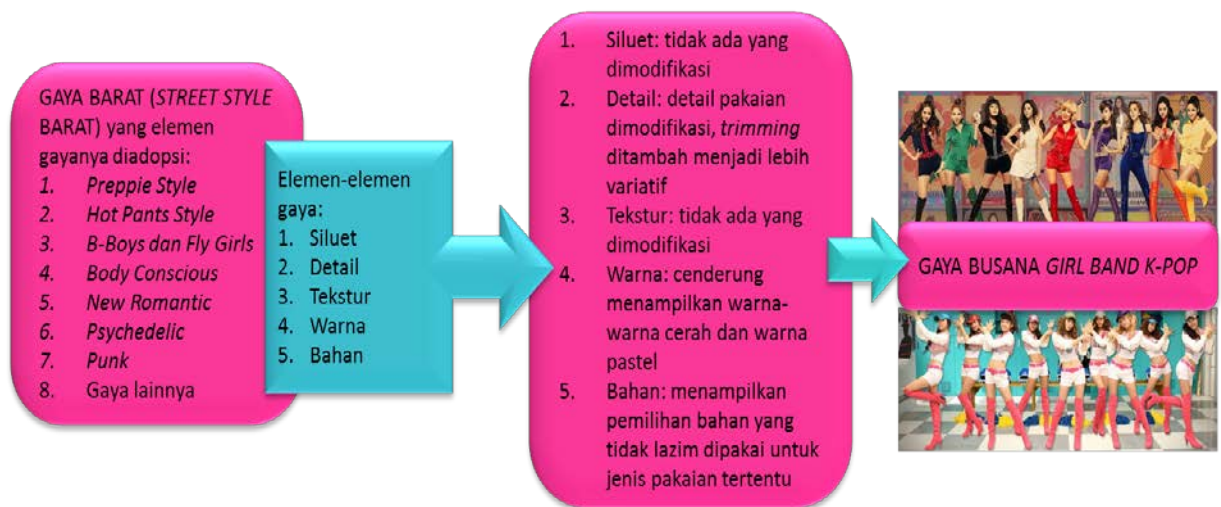 GAYA BARAT (STREET STYLE
BARAT) yang elemen
gayanya diadopsi:
1. Preppie Style
2. Hot Pants Style
3. B-Boys dan Fly Girls
4. Body Conscious
5. New Romantic
6. Psychedelic
7. Punk
8. Gaya lainnya
Elemen-elemen
gaya:
1. Siluet
2. Detail
3. Tekstur
4. Warna
5. Bahan
1. Siluet: tidak ada yang
dimodifikasi
2. Detail: detail pakaian
dimodifikasi, trimming
ditambah menjadi lebih
variatif
3. Tekstur: tidak ada yang
dimodifikasi
4. Warna: cenderung
menampilkan warna-
warna cerah dan warna
pastel
5. Bahan: menampilkan
pemilihan bahan yang
tidak lazim dipakai untuk
jenis pakaian tertentu
GAYA BUSANA GIRL BAND K-POP